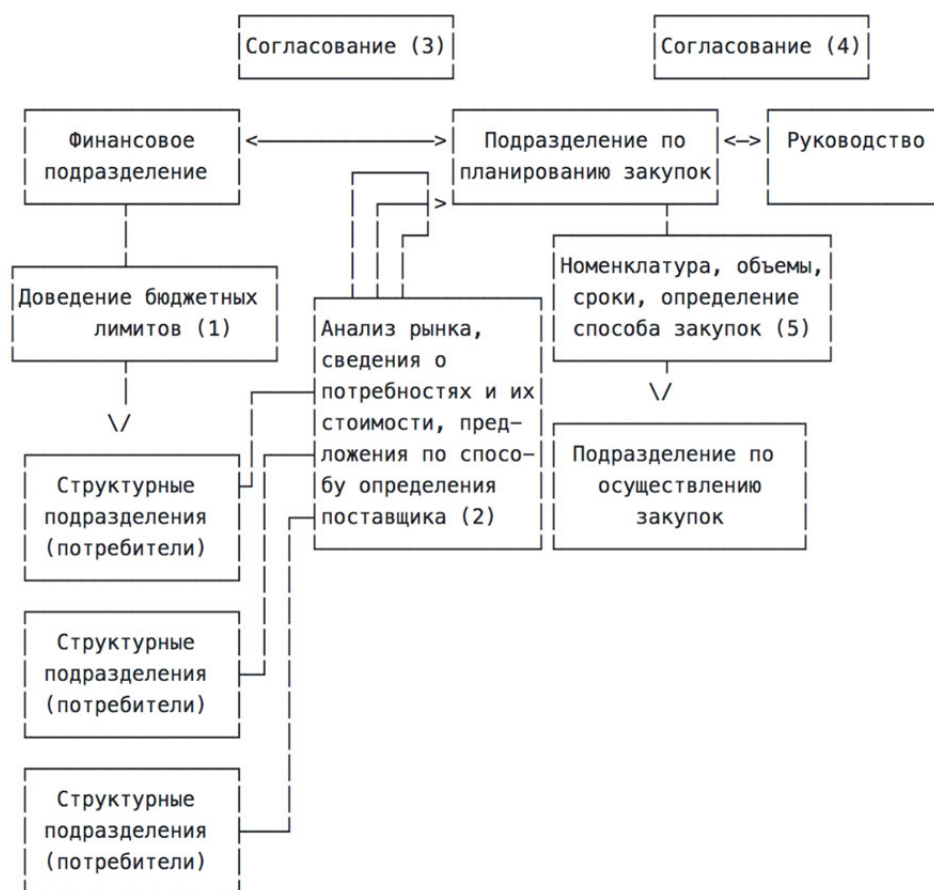 Согласование (3)
Согласование (4)
Финансовое
подразделение
Подразделение по
планированию закупок
Руководство
Доведение бюджетных
лимитов (1)
Номенклатура, объемы,
сроки, определение
способа закупок (5)
Анализ рынка,
сведения о
потребностях и их
стоимости, пред-
ложения по спосо-
бу определения
поставщика (2)
Подразделение по
осуществлению
закупок
Структурные
подразделения
(потребители)
Структурные
подразделения
(потребители)
Структурные
подразделения
(потребители)